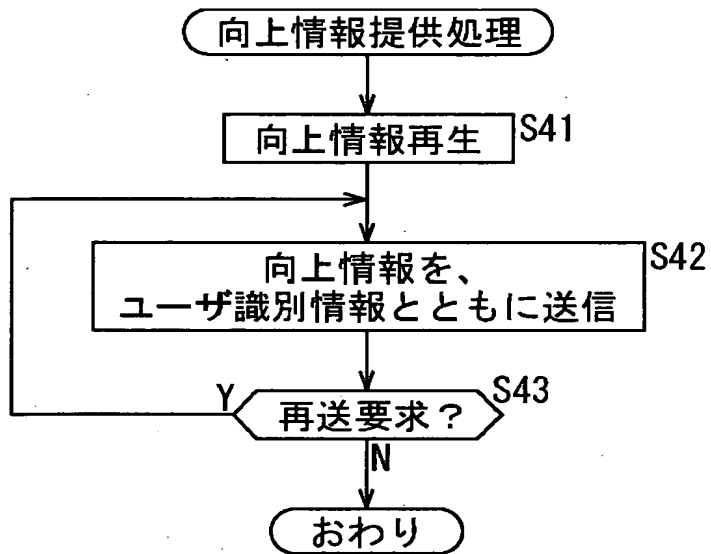 向上情報提供処理
向上情報再生
S41
向上情報を、
ユーザ識別情報とともに送信
S42
再送要求？
S43
Y
N
おわり